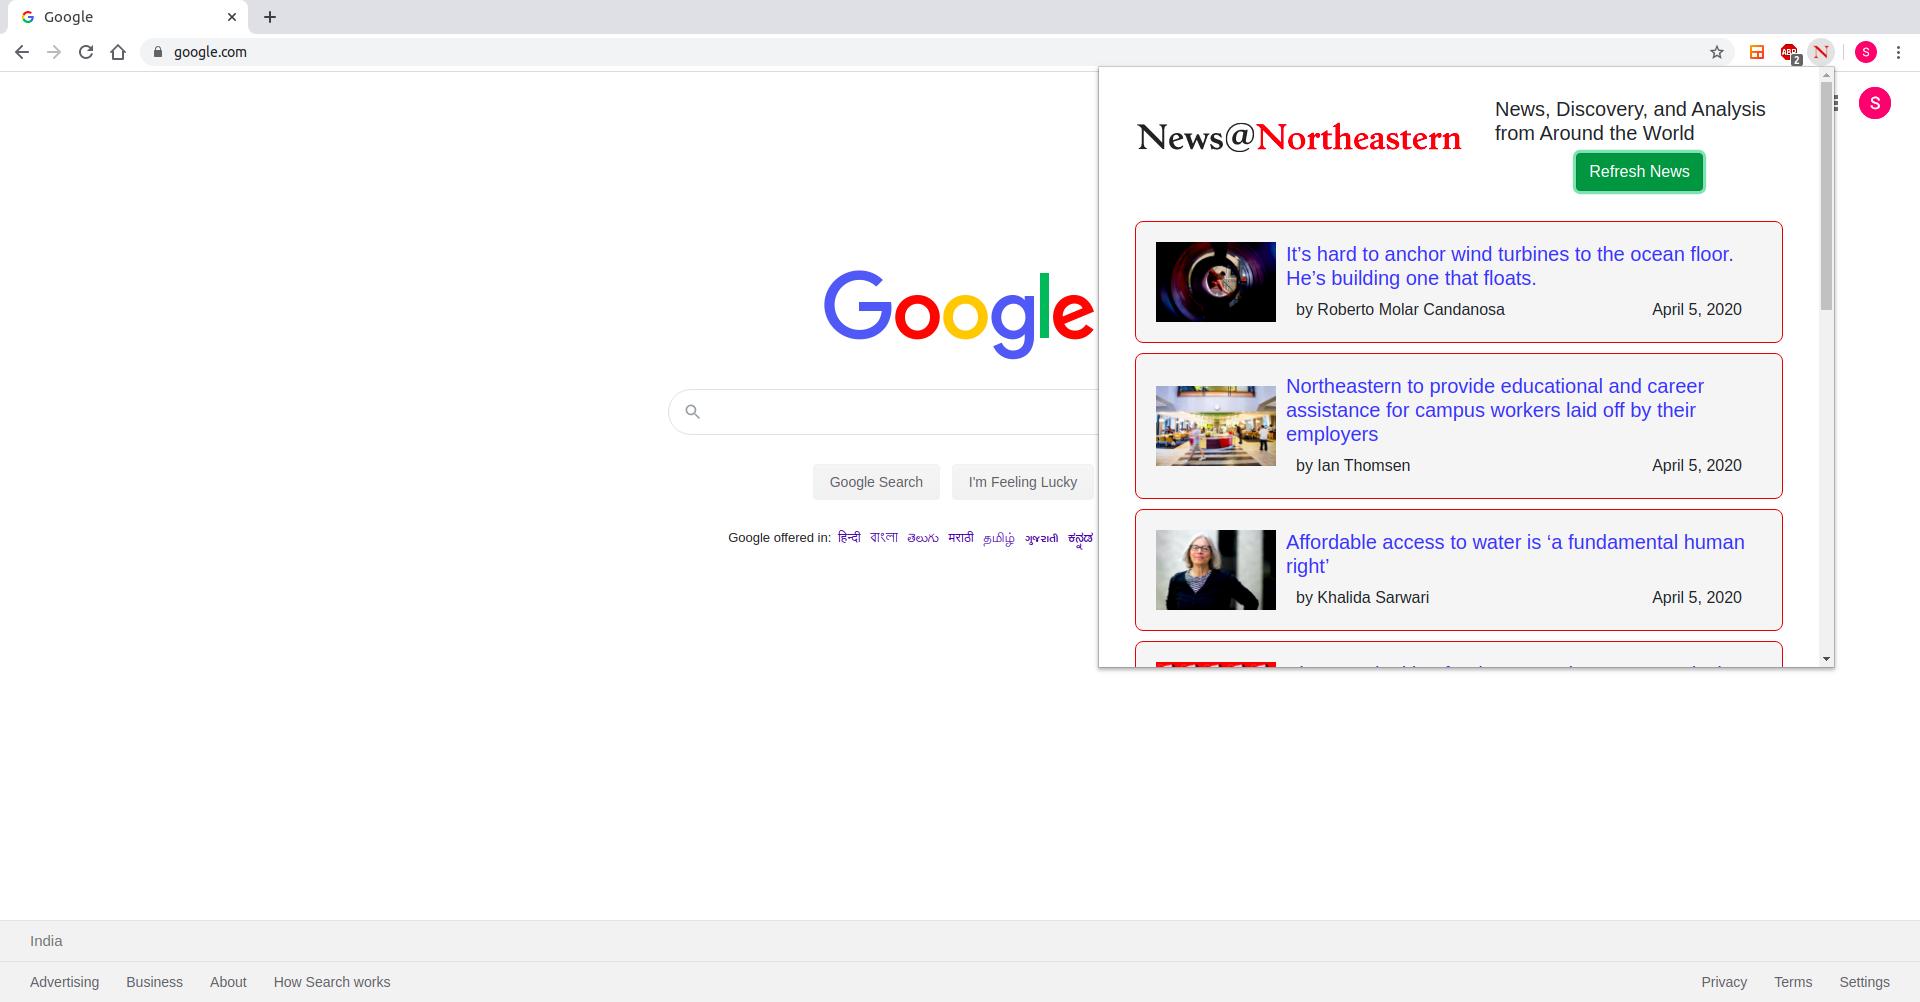 Google
google.com
ABP
2
N
S
S
News@Northeastern
News, Discovery, and Analysis
from Around the World
Refresh News
It’s hard to anchor wind turbines to the ocean floor.
He’s building one that floats.
by Roberto Molar Candanosa
April 5, 2020
Northeastern to provide educational and career
assistance for campus workers laid off by their
employers
by Ian Thomsen
April 5, 2020
Affordable access to water is ‘a fundamental human
right’
by Khalida Sarwari
April 5, 2020
Google
Google Search
I'm Feeling Lucky
Google offered in: हिन्दी বাংলা తెలుగు मराठी தமிழ் ગુજરાતી ಕನ್ನಡ
India
Advertising Business About How Search works
Privacy Terms Settings